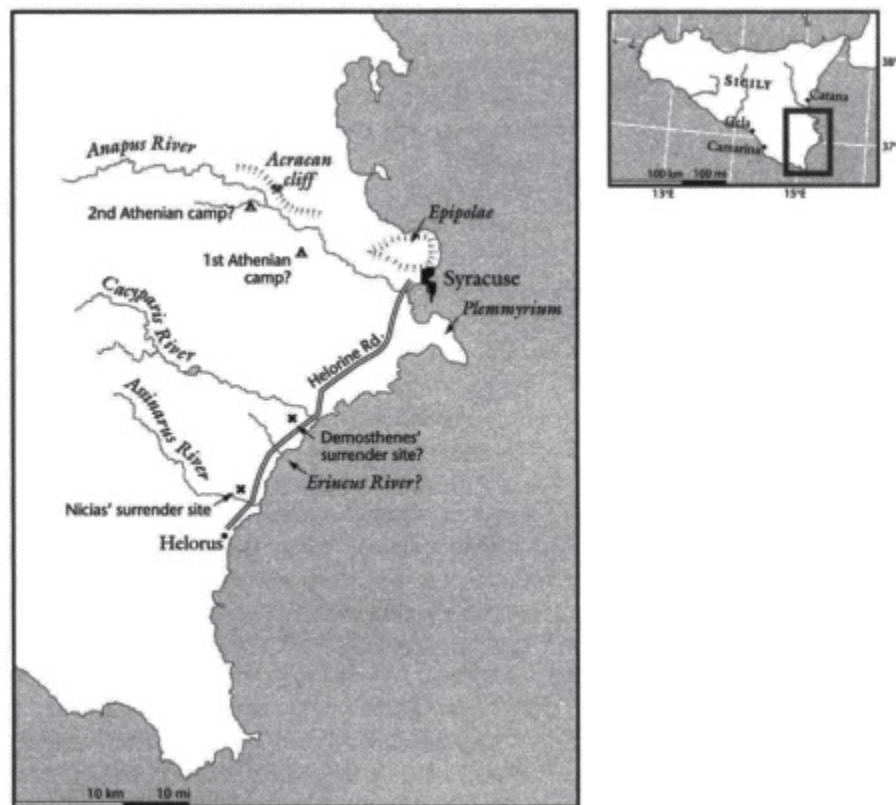 Anapus River
Acraean
cliff
2nd Athenian camp?
Epipolae
1st Athenian
camp?
Syracuse
Cacyparis River
Plemmyrium
Helorine Rd.
Assinarus River
Demosthenes'
surrender site?
Erineus River?
Nicias' surrender site
Helorus
10 km 10 mi
SICILY
38°
Catana
Gela
Camarina
37°
100 km 100 mi
13°E 15°E